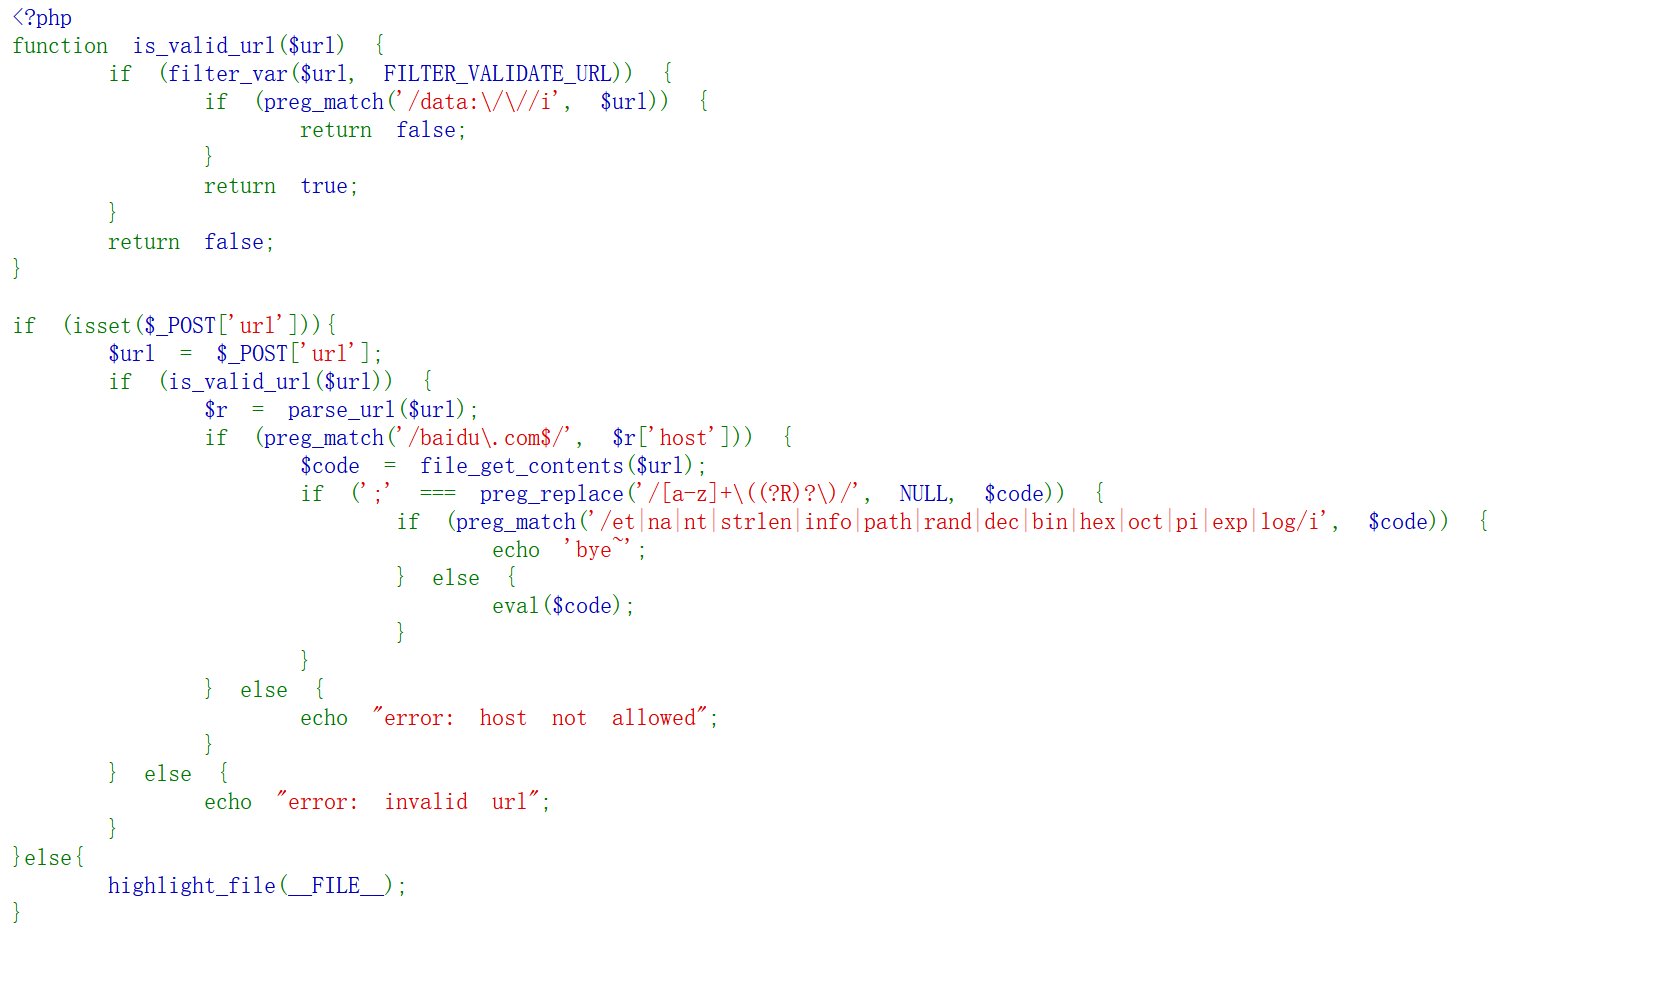 <?php
function is_valid_url($url) {
        if (filter_var($url, FILTER_VALIDATE_URL)) {
                if (preg_match('/data:\/\//i', $url)) {
                        return false;
                }
                return true;
        }
        return false;
}

if (isset($_POST['url'])){
        $url = $_POST['url'];
        if (is_valid_url($url)) {
                $r = parse_url($url);
                if (preg_match('/baidu\.com$/', $r['host'])) {
                        $code = file_get_contents($url);
                        if (';' === preg_replace('/[a-z]+\((?R)?\)/', NULL, $code)) {
                                if (preg_match('/et|na|nt|strlen|info|path|rand|dec|bin|hex|oct|pi|exp|log/i', $code)) {
                                        echo 'bye~';
                                } else {
                                        eval($code);
                                }
                        }
                } else {
                        echo "error: host not allowed";
                }
        } else {
                echo "error: invalid url";
        }
}else{
        highlight_file(__FILE__);
}